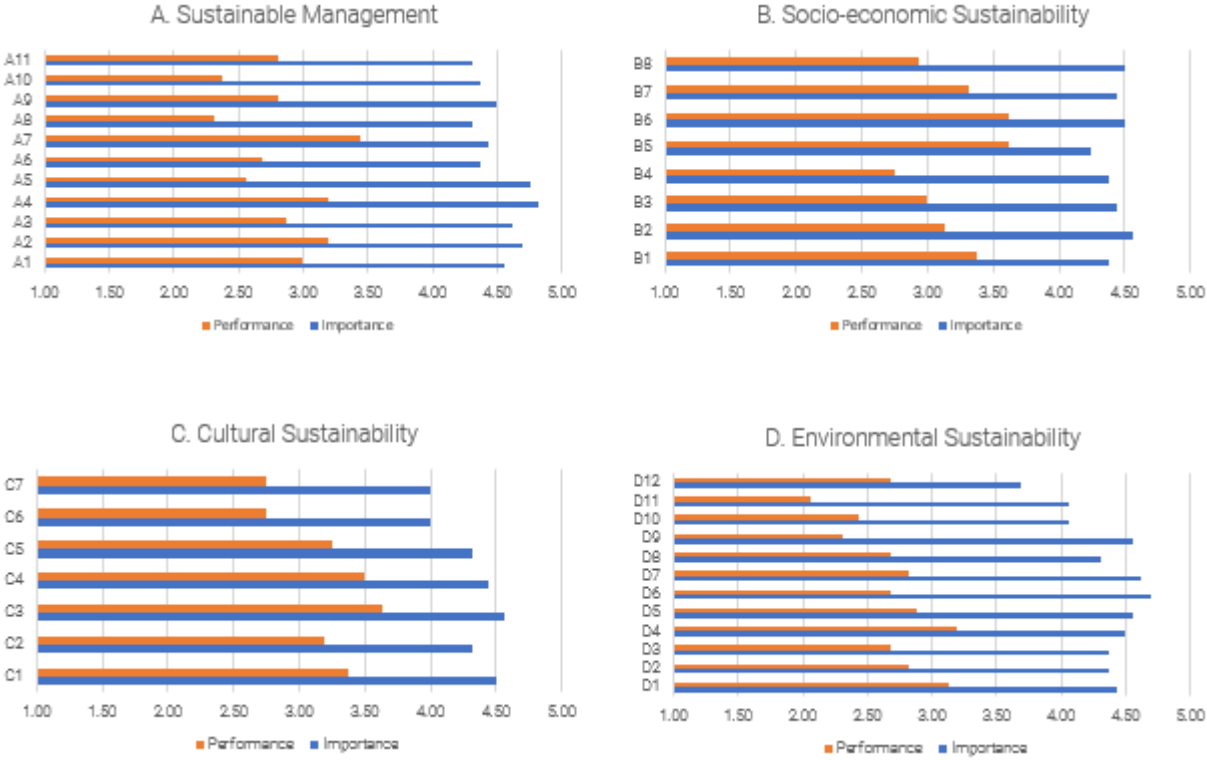 A. Sustainable Management
A11
A10
A9
A8
A7
A6
A5
A4
A3
A2
A1
1.00 1.50 2.00 2.50 3.00 3.50 4.00 4.50 5.00
Performance Importance
B. Socio-economic Sustainability
B8
B7
B6
B5
B4
B3
B2
B1
1.00 1.50 2.00 2.50 3.00 3.50 4.00 4.50 5.00
Performance Importance
C. Cultural Sustainability
C7
C6
C5
C4
C3
C2
C1
1.00 1.50 2.00 2.50 3.00 3.50 4.00 4.50 5.00
Performance Importance
D. Environmental Sustainability
D12
D11
D10
D9
D8
D7
D6
D5
D4
D3
D2
D1
1.00 1.50 2.00 2.50 3.00 3.50 4.00 4.50 5.00
Performance Importance